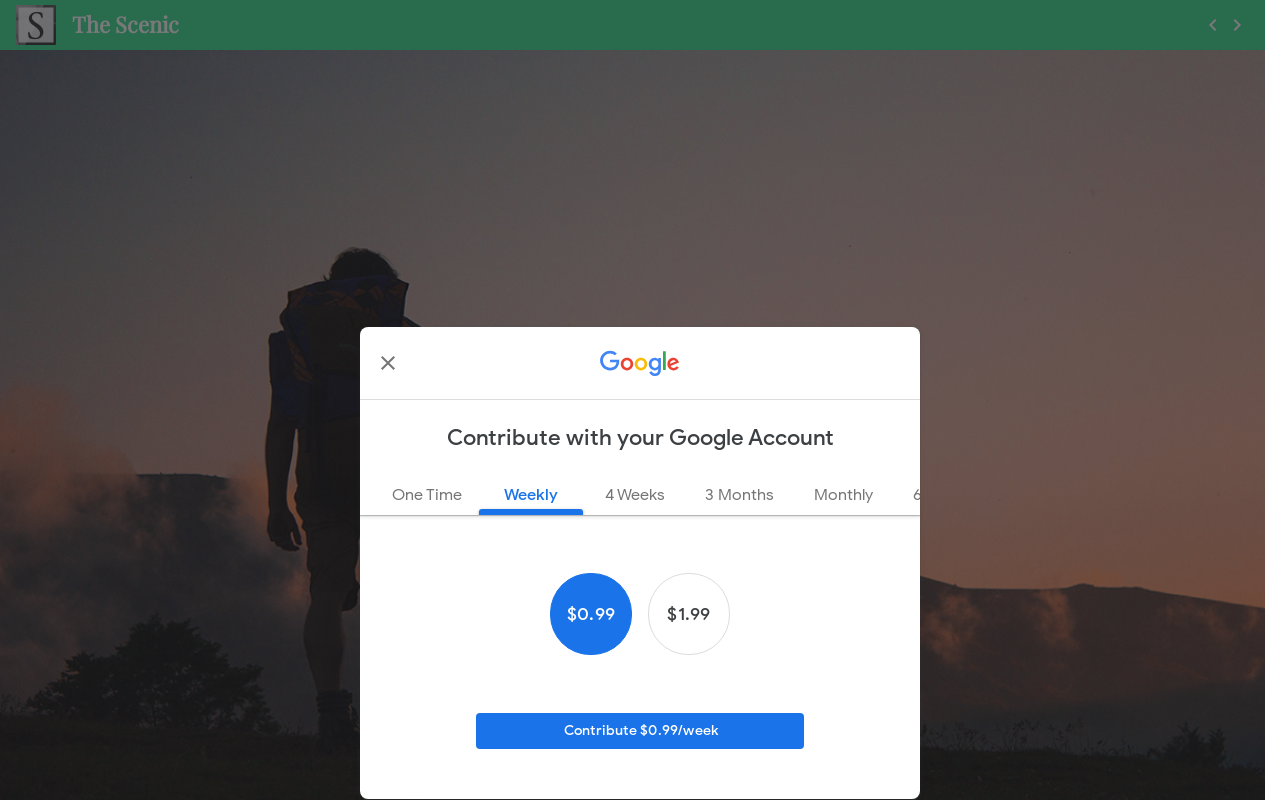 S The Scenic
Google
Contribute with your Google Account
One Time Weekly 4 Weeks 3 Months Monthly 6
$0.99 $1.99
Contribute $0.99/week